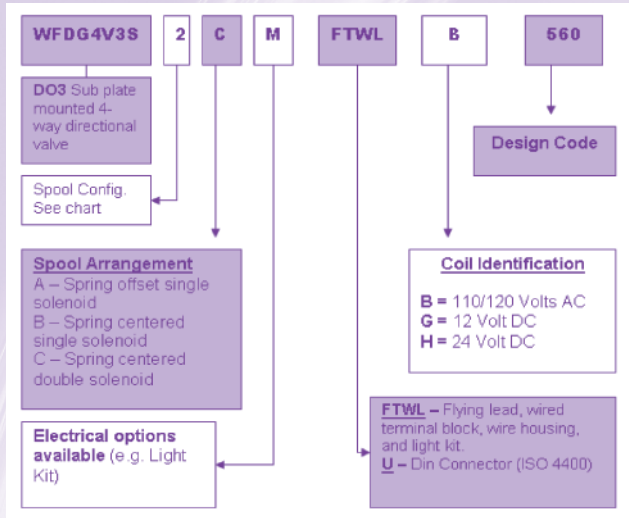 WFDG4V3S 2 C M FTWL B 560
DO3 Sub plate
mounted 4-
way directional
valve
Design Code
Spool Config.
See chart
Spool Arrangement
A – Spring offset single
solenoid
B – Spring centered
single solenoid
C – Spring centered
double solenoid
Coil Identification
B = 110/120 Volts AC
G = 12 Volt DC
H = 24 Volt DC
Electrical options
available (e.g. Light
Kit)
FTWL – Flying lead, wired
terminal block, wire housing,
and light kit.
U – Din Connector (ISO 4400)